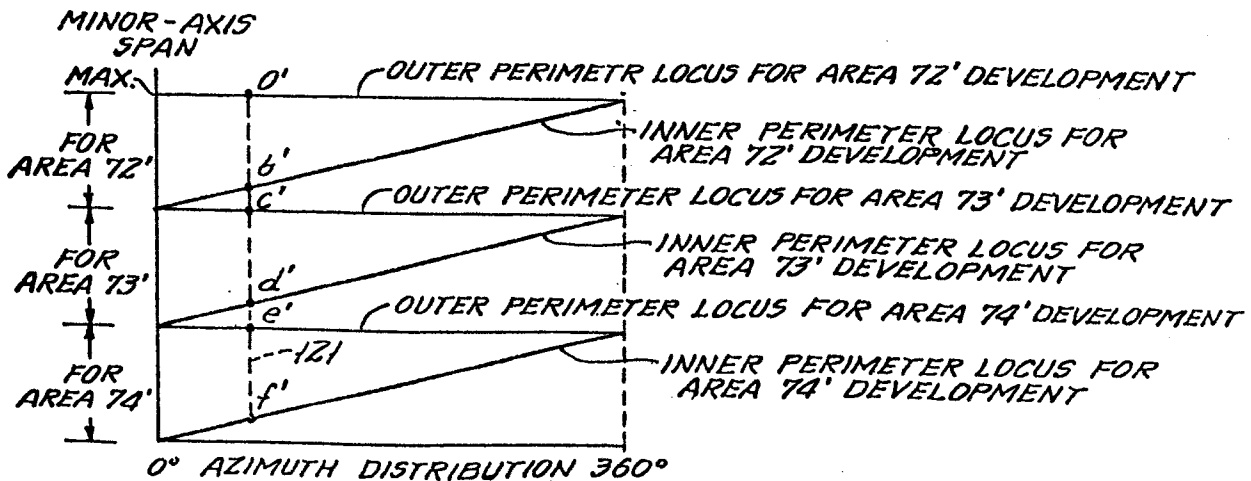 MINOR-AXIS
SPAN
MAX.
O'
OUTER PERIMETR LOCUS FOR AREA 72' DEVELOPMENT
FOR
AREA 72'
INNER PERIMETER LOCUS FOR
AREA 72' DEVELOPMENT
b'
c'
OUTER PERIMETER LOCUS FOR AREA 73' DEVELOPMENT
FOR
AREA 73'
INNER PERIMETER LOCUS FOR
AREA 73' DEVELOPMENT
d'
e'
OUTER PERIMETER LOCUS FOR AREA 74' DEVELOPMENT
121
FOR
AREA 74'
INNER PERIMETER LOCUS FOR
AREA 74' DEVELOPMENT
f'
0° AZIMUTH DISTRIBUTION 360°